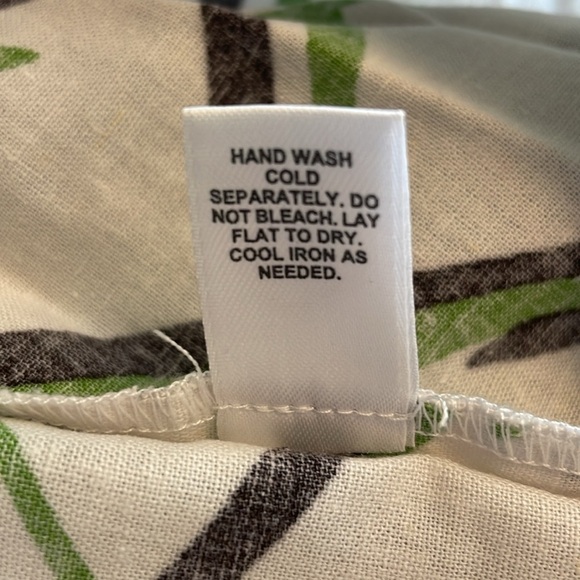 HAND WASH
COLD
SEPARATELY. DO
NOT BLEACH. LAY
FLAT TO DRY.
COOL IRON AS
NEEDED.